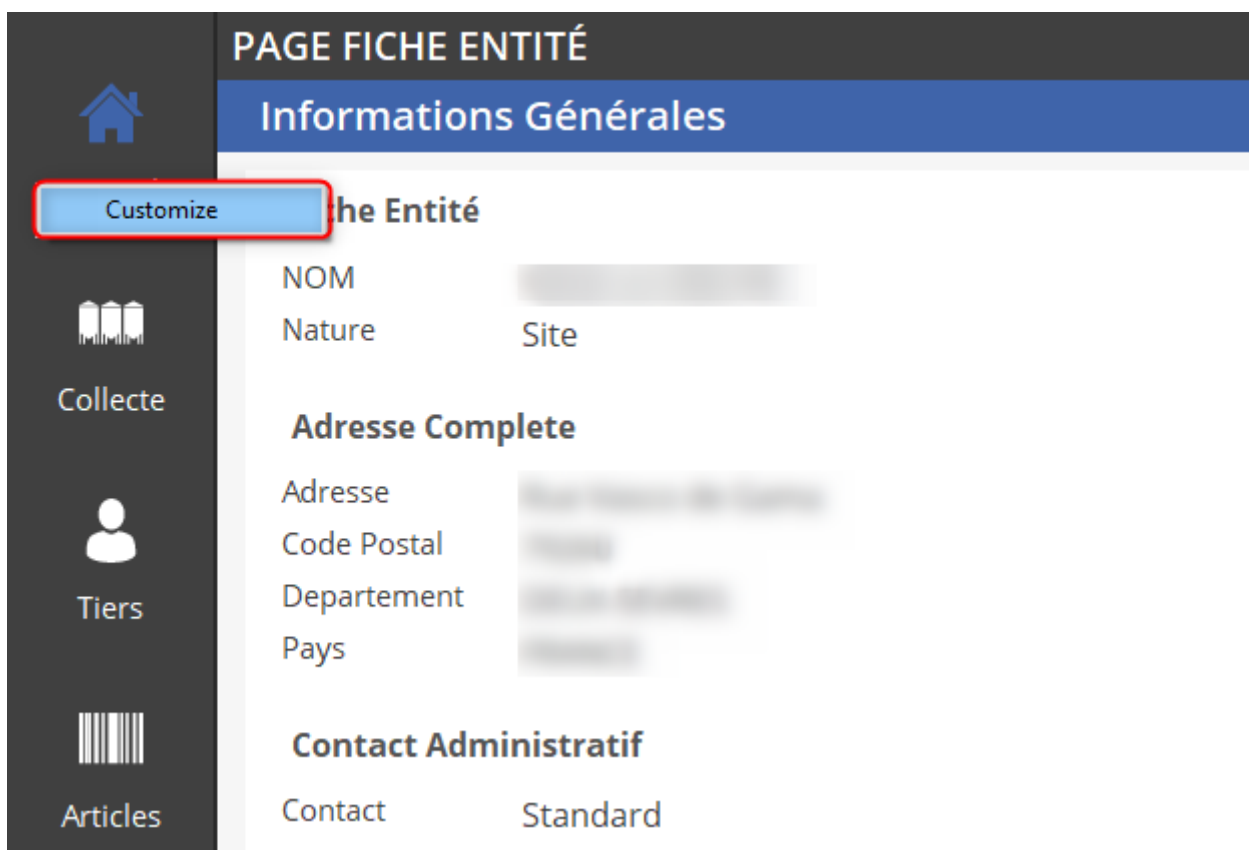 PAGE FICHE ENTITÉ
Informations Générales
Customize
che Entité
NOM
Nature Site
Collecte
Adresse Complete
Adresse
Code Postal
Departement
Tiers
Pays
Contact Administratif
Articles
Contact Standard